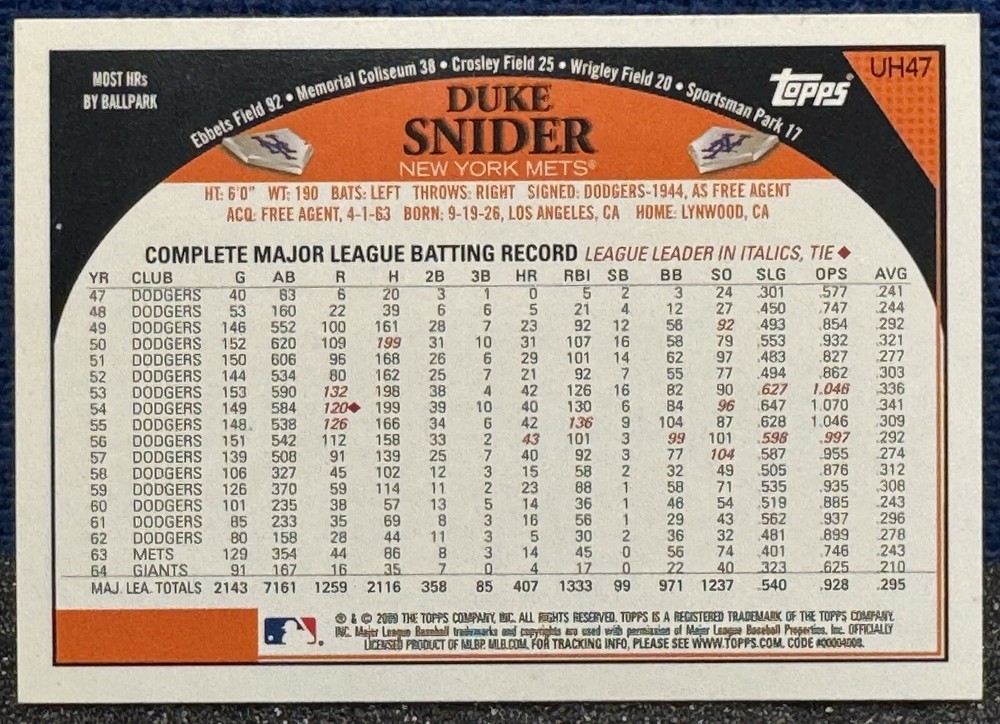 MOST HRs
BY BALLPARK
Ebbets Field 92 • Memorial Coliseum 38 • Crosley Field 25 • Wrigley Field 20 • Sportsman Park 17
topps®
UH47
DUKE
SNIDER
NEW YORK METS®
NY NY
HT: 6'0" WT: 190 BATS: LEFT THROWS: RIGHT SIGNED: DODGERS-1944, AS FREE AGENT
ACQ: FREE AGENT, 4-1-63 BORN: 9-19-26, LOS ANGELES, CA HOME: LYNWOOD, CA
COMPLETE MAJOR LEAGUE BATTING RECORD LEAGUE LEADER IN ITALICS, TIE ◆
YR CLUB G AB R H 2B 3B HR RBI SB BB SO SLG OPS AVG
47 DODGERS 40 83 6 20 3 1 0 5 2 3 24 .301 .577 .241
48 DODGERS 53 160 22 39 6 6 5 21 4 12 27 .450 .747 .244
49 DODGERS 146 552 100 161 28 7 23 92 12 56 92 .493 .854 .292
50 DODGERS 152 620 109 199 31 10 31 107 16 58 79 .553 .932 .321
51 DODGERS 150 606 96 168 26 6 29 101 14 62 97 .483 .827 .277
52 DODGERS 144 534 80 162 25 7 21 92 7 55 77 .494 .862 .303
53 DODGERS 153 590 132 198 38 4 42 126 16 82 90 .627 1.046 .336
54 DODGERS 149 584 120◆ 199 39 10 40 130 6 84 96 .647 1.070 .341
55 DODGERS 148 538 126 166 34 6 42 136 9 104 87 .628 1.046 .309
56 DODGERS 151 542 112 158 33 2 43 101 3 99 101 .598 .997 .292
57 DODGERS 139 508 91 139 25 7 40 92 3 77 104 .587 .955 .274
58 DODGERS 106 327 45 102 12 3 15 58 2 32 49 .505 .876 .312
59 DODGERS 126 370 59 114 11 2 23 88 1 58 71 .535 .935 .308
60 DODGERS 101 235 38 57 13 5 14 36 1 46 54 .519 .885 .243
61 DODGERS 85 233 35 69 8 3 16 56 1 29 43 .562 .937 .296
62 DODGERS 80 158 28 44 11 3 5 30 2 36 32 .481 .899 .278
63 METS 129 354 44 86 8 3 14 45 0 56 74 .401 .746 .243
64 GIANTS 91 167 16 35 7 0 4 17 0 22 40 .323 .625 .210
MAJ. LEA. TOTALS 2143 7161 1259 2116 358 85 407 1333 99 971 1237 .540 .928 .295
® & © 2009 THE TOPPS COMPANY, INC. ALL RIGHTS RESERVED. TOPPS IS A REGISTERED TRADEMARK OF THE TOPPS COMPANY,
INC. Major League Baseball trademarks and copyrights are used with permission of Major League Baseball Properties, Inc. OFFICIALLY
LICENSED PRODUCT OF MLBP. MLB.COM. FOR TRACKING INFO, PLEASE SEE WWW.TOPPS.COM. CODE #00004009.